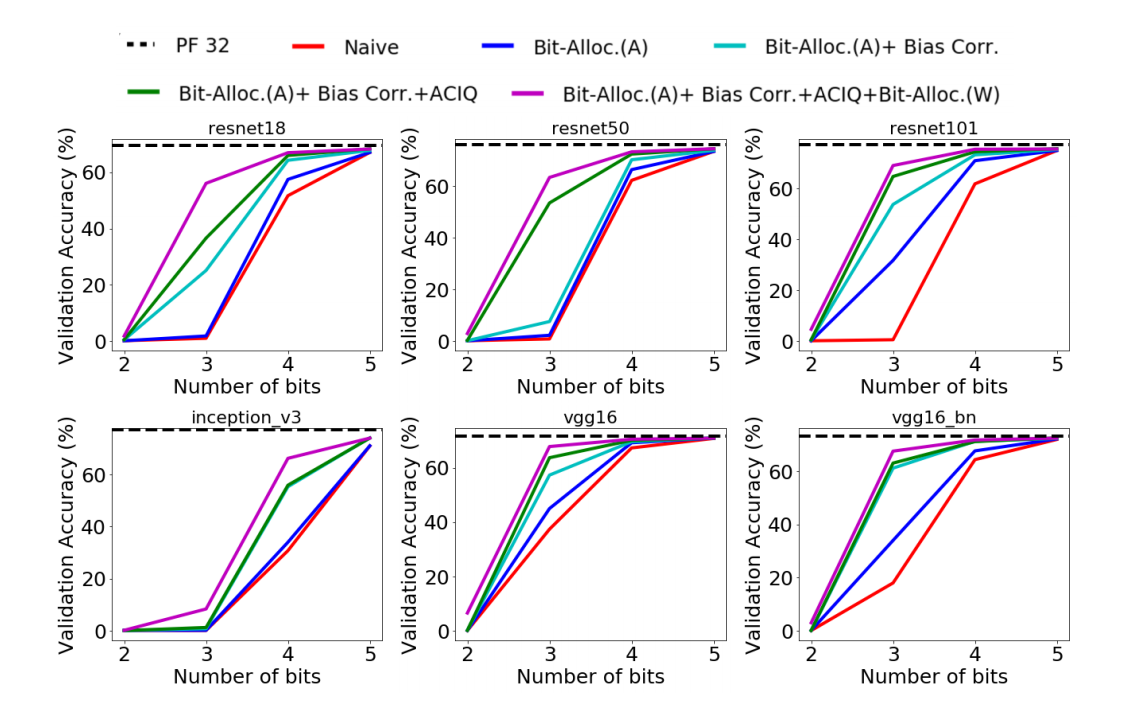 PF 32 Naive Bit-Alloc.(A) Bit-Alloc.(A)+ Bias Corr.
Bit-Alloc.(A)+ Bias Corr.+ACIQ Bit-Alloc.(A)+ Bias Corr.+ACIQ+Bit-Alloc.(W)
resnet18
Validation Accuracy (%)
60
40
20
0
2 3 4 5
Number of bits
resnet50
Validation Accuracy (%)
60
40
20
0
2 3 4 5
Number of bits
resnet101
Validation Accuracy (%)
60
40
20
0
2 3 4 5
Number of bits
inception_v3
Validation Accuracy (%)
60
40
20
0
2 3 4 5
Number of bits
vgg16
Validation Accuracy (%)
60
40
20
0
2 3 4 5
Number of bits
vgg16_bn
Validation Accuracy (%)
60
40
20
0
2 3 4 5
Number of bits